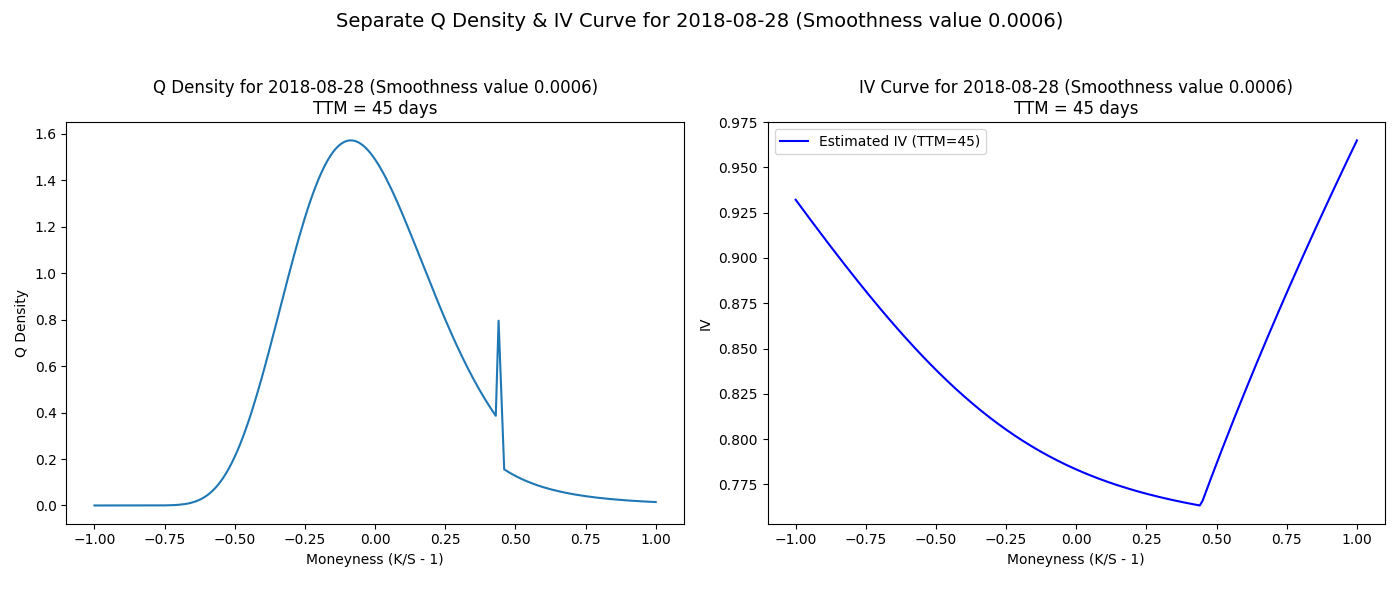 Separate Q Density & IV Curve for 2018-08-28 (Smoothness value 0.0006)
Q Density for 2018-08-28 (Smoothness value 0.0006)
TTM = 45 days
Q Density
1.6
1.4
1.2
1.0
0.8
0.6
0.4
0.2
0.0
−1.00 −0.75 −0.50 −0.25 0.00 0.25 0.50 0.75 1.00
Moneyness (K/S - 1)
IV Curve for 2018-08-28 (Smoothness value 0.0006)
TTM = 45 days
Estimated IV (TTM=45)
IV
0.975
0.950
0.925
0.900
0.875
0.850
0.825
0.800
0.775
−1.00 −0.75 −0.50 −0.25 0.00 0.25 0.50 0.75 1.00
Moneyness (K/S - 1)